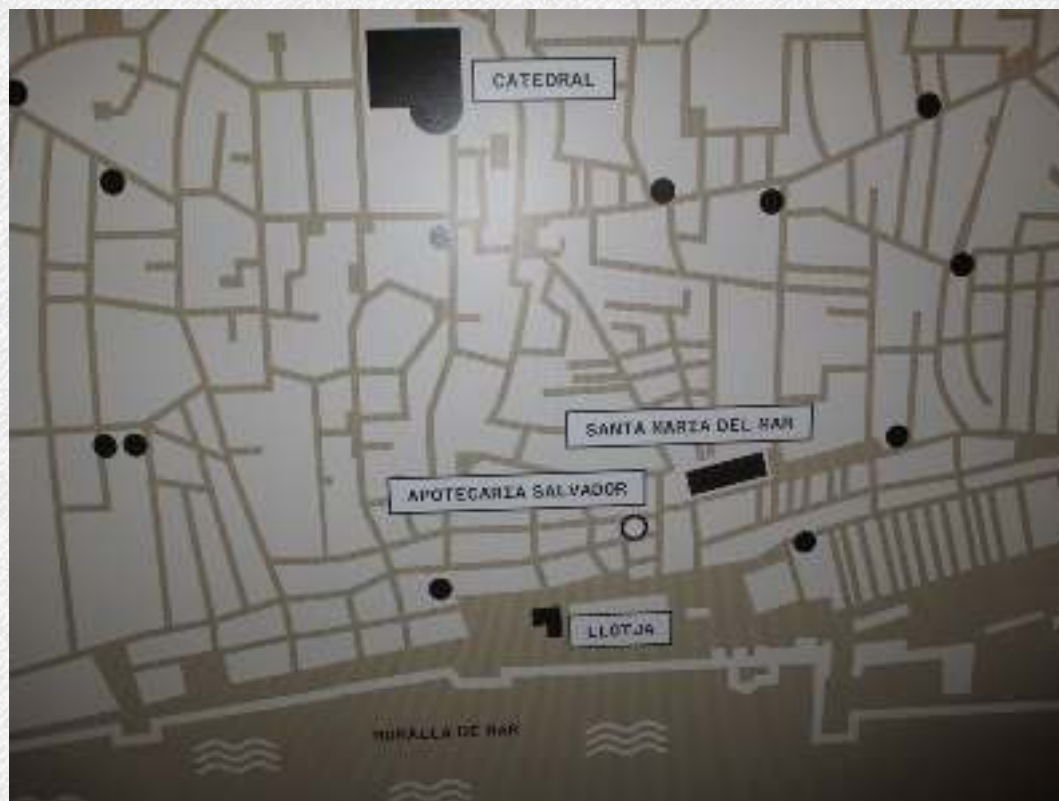 CATEDRAL
SANTA MARIA DEL MAR
APOTECARIA SALVADOR
LLOTJA
MURALLA DE MAR